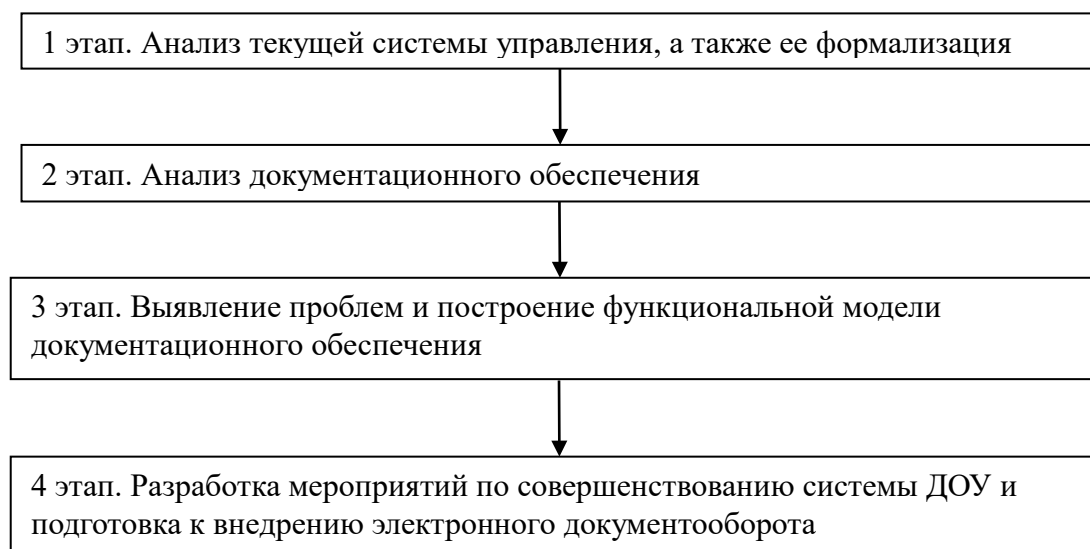 1 этап. Анализ текущей системы управления, а также ее формализация
2 этап. Анализ документационного обеспечения
3 этап. Выявление проблем и построение функциональной модели
документационного обеспечения
4 этап. Разработка мероприятий по совершенствованию системы ДОУ и
подготовка к внедрению электронного документооборота